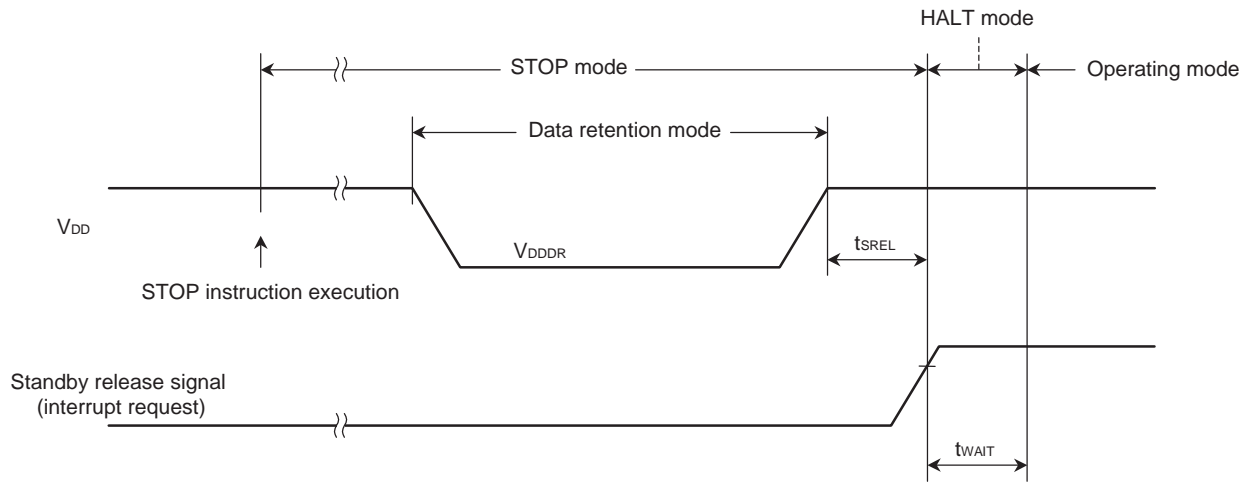 HALT mode
STOP mode
Operating mode
Data retention mode
VDD
VDDDR
tSREL
STOP instruction execution
Standby release signal
(interrupt request)
tWAIT